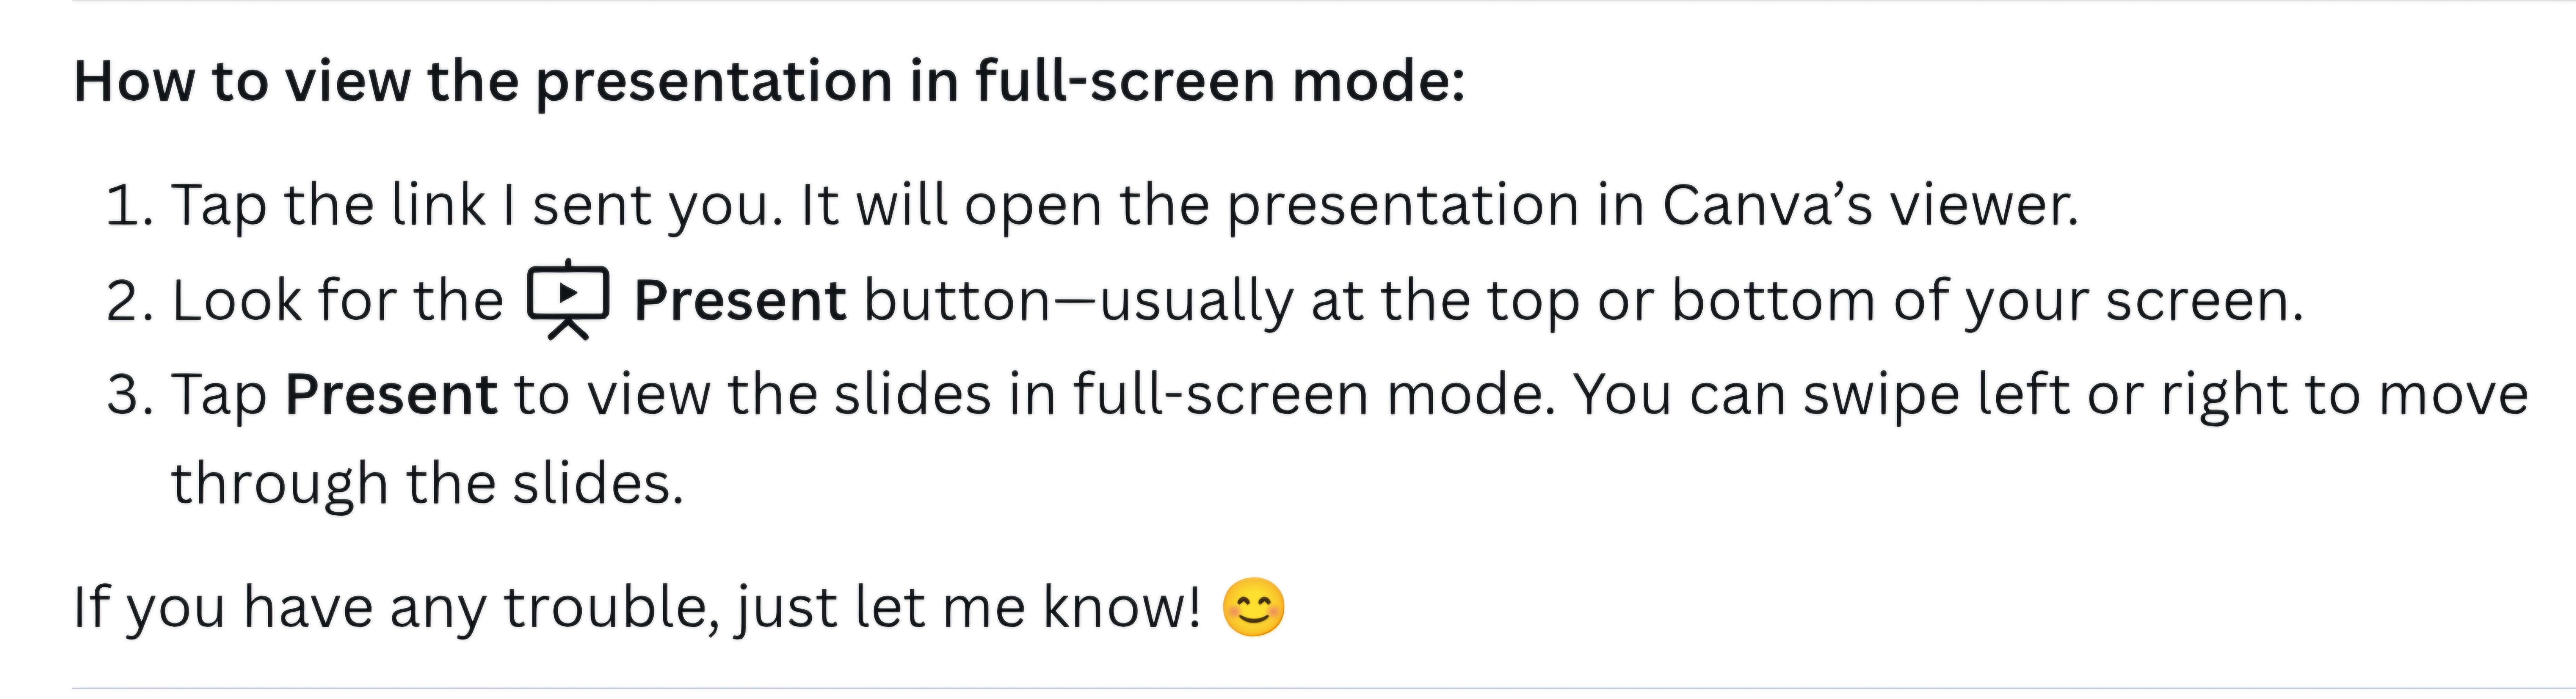 How to view the presentation in full-screen mode:
1. Tap the link I sent you. It will open the presentation in Canva’s viewer.
2. Look for the Present button—usually at the top or bottom of your screen.
3. Tap Present to view the slides in full-screen mode. You can swipe left or right to move
through the slides.
If you have any trouble, just let me know! 😊